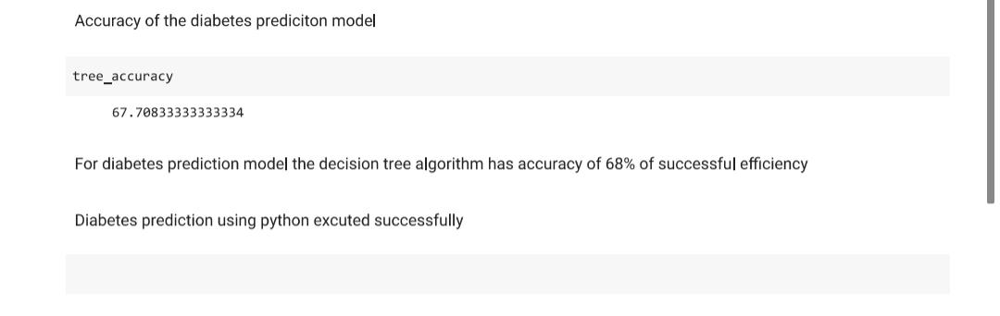 Accuracy of the diabetes prediciton model
tree_accuracy
67.70833333333334
For diabetes prediction model the decision tree algorithm has accuracy of 68% of successful efficiency
Diabetes prediction using python excuted successfully